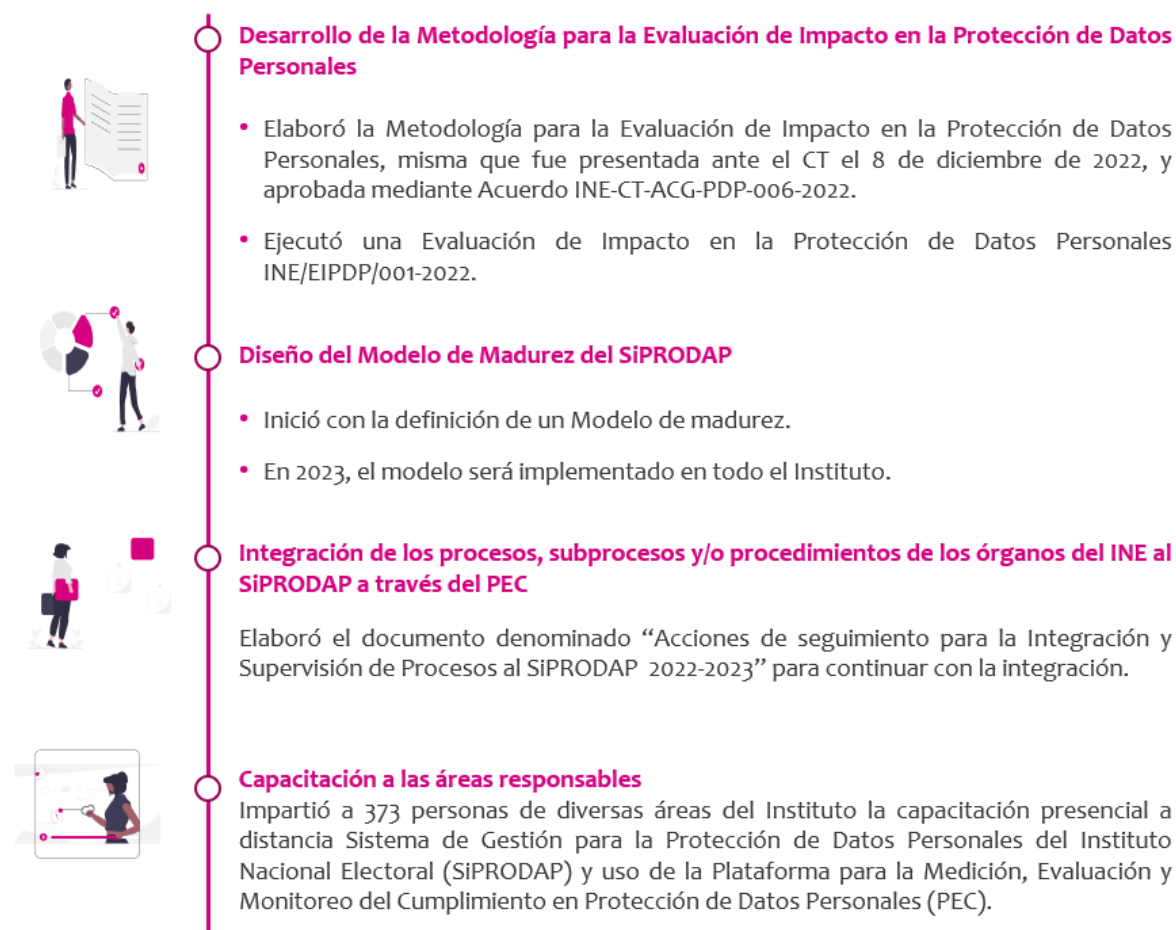 Desarrollo de la Metodología para la Evaluación de Impacto en la Protección de Datos
Personales
• Elaboró la Metodología para la Evaluación de Impacto en la Protección de Datos
Personales, misma que fue presentada ante el CT el 8 de diciembre de 2022, y
aprobada mediante Acuerdo INE-CT-ACG-PDP-006-2022.
• Ejecutó una Evaluación de Impacto en la Protección de Datos Personales
INE/EIPDP/001-2022.
Diseño del Modelo de Madurez del SiPRODAP
• Inició con la definición de un Modelo de madurez.
• En 2023, el modelo será implementado en todo el Instituto.
Integración de los procesos, subprocesos y/o procedimientos de los órganos del INE al
SiPRODAP a través del PEC
Elaboró el documento denominado “Acciones de seguimiento para la Integración y
Supervisión de Procesos al SiPRODAP 2022-2023” para continuar con la integración.
Capacitación a las áreas responsables
Impartió a 373 personas de diversas áreas del Instituto la capacitación presencial a
distancia Sistema de Gestión para la Protección de Datos Personales del Instituto
Nacional Electoral (SiPRODAP) y uso de la Plataforma para la Medición, Evaluación y
Monitoreo del Cumplimiento en Protección de Datos Personales (PEC).